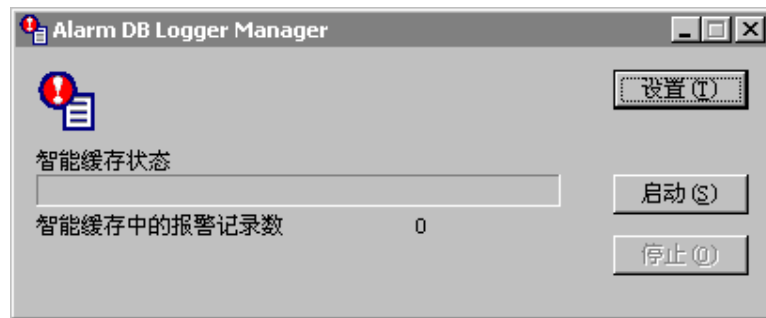 Alarm DB Logger Manager
设置(T)
智能缓存状态
启动(S)
智能缓存中的报警记录数 0
停止(O)